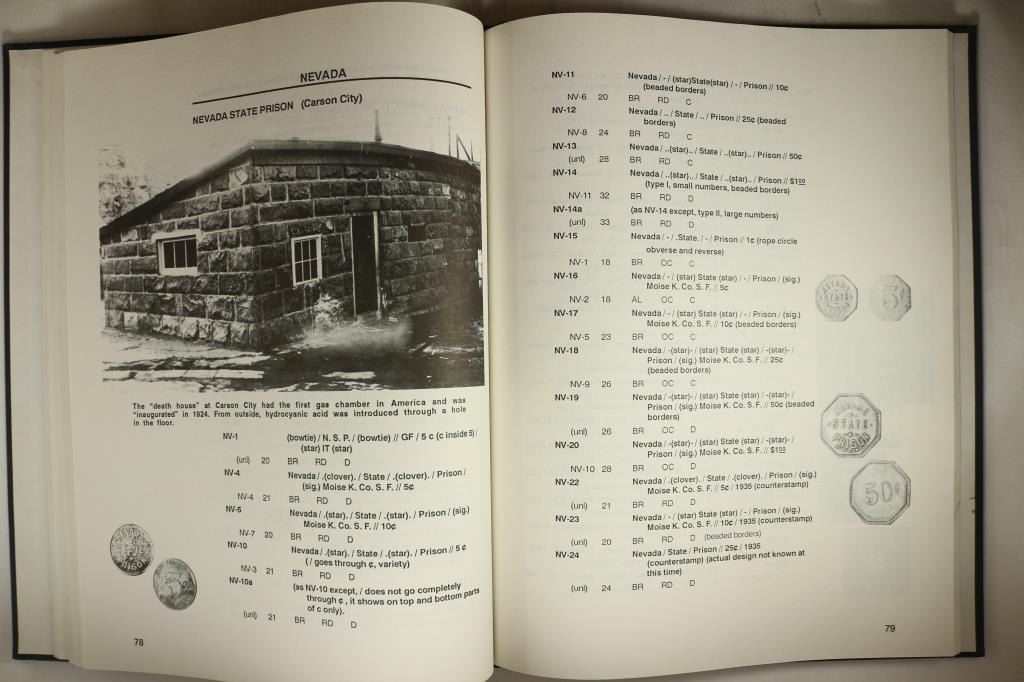 NEVADA
NEVADA STATE PRISON (Carson City)
The "death house" at Carson City had the first gas chamber in America and was
"inaugurated" in 1924. From outside, hydrocyanic acid was introduced through a hole
in the floor.
NV-1 (bowtie) / N. S. P. / (bowtie) // GF / 5 c (c inside 5) /
(star) IT (star)
(unl) 20 BR RD D
NV-4 Nevada / .(clover). / State / .(clover). / Prison /
(sig.) Moise K. Co. S. F. // 5¢
NV-4 21 BR RD D
NV-5 Nevada / .(star). / State / .(star). / Prison / (sig.)
Moise K. Co. S. F. // 10¢
NV-7 20 BR RD D
NV-10 Nevada / .(star). / State / .(star). / Prison // 5 ¢
( / goes through ¢, variety)
NV-3 21 BR RD D
NV-10a (as NV-10 except, / does not go completely
through ¢ , it shows on top and bottom parts
of c only).
(unl) 21 BR RD D
78
NV-11 Nevada / - / (star)State(star) / - / Prison // 10¢
(beaded borders)
NV-6 20 BR RD C
NV-12 Nevada / .. / State / .. / Prison // 25¢ (beaded
borders)
NV-8 24 BR RD C
NV-13 Nevada / ..(star).. / State / ..(star).. / Prison // 50¢
(unl) 28 BR RD C
NV-14 Nevada / ..(star).. / State / ..(star).. / Prison // $100
(type I, small numbers, beaded borders)
NV-11 32 BR RD D
NV-14a (as NV-14 except, type II, large numbers)
(unl) 33 BR RD D
NV-15 Nevada / - / .State. / - / Prison // 1¢ (rope circle
obverse and reverse)
NV-1 18 BR OC C
NV-16 Nevada / - / (star) State (star) / - / Prison / (sig.)
Moise K. Co. S. F. // 5¢
NV-2 18 AL OC C
NV-17 Nevada / - / (star) State (star) / - / Prison / (sig.)
Moise K. Co. S. F. // 10¢ (beaded borders)
NV-5 23 BR OC C
NV-18 Nevada / -(star)- / (star) State (star) / -(star)- /
Prison / (sig.) Moise K. Co. S. F. // 25¢
(beaded borders)
NV-9 26 BR OC C
NV-19 Nevada / -(star)- / (star) State (star) / -(star)- /
Prison / (sig.) Moise K. Co. S. F. // 50¢ (beaded
borders)
(unl) 26 BR OC D
NV-20 Nevada / -(star)- / (star) State (star) / -(star)- /
Prison / (sig.) Moise K. Co. S. F. // $100
NV-10 28 BR OC D
NV-22 Nevada / .(clover). / State / .(clover). / Prison / (sig.)
Moise K. Co. S. F. // 5¢ / 1935 (counterstamp)
(unl) 21 BR RD D
NV-23 Nevada / - / (star) State (star) / - / Prison / (sig.)
Moise K. Co. S. F. // 10¢ / 1935 (counterstamp)
(unl) 20 BR RD D (beaded borders)
NV-24 Nevada / State / Prison // 25¢ / 1935
(counterstamp) (actual design not known at
this time)
(unl) 24 BR RD D
NEVADA
STATE
PRISON
5¢
NEVADA
STATE
PRISON
50¢
79